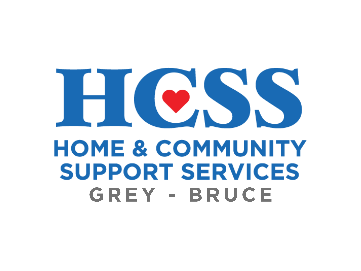 HCSS
HOME & COMMUNITY
SUPPORT SERVICES
GREY - BRUCE